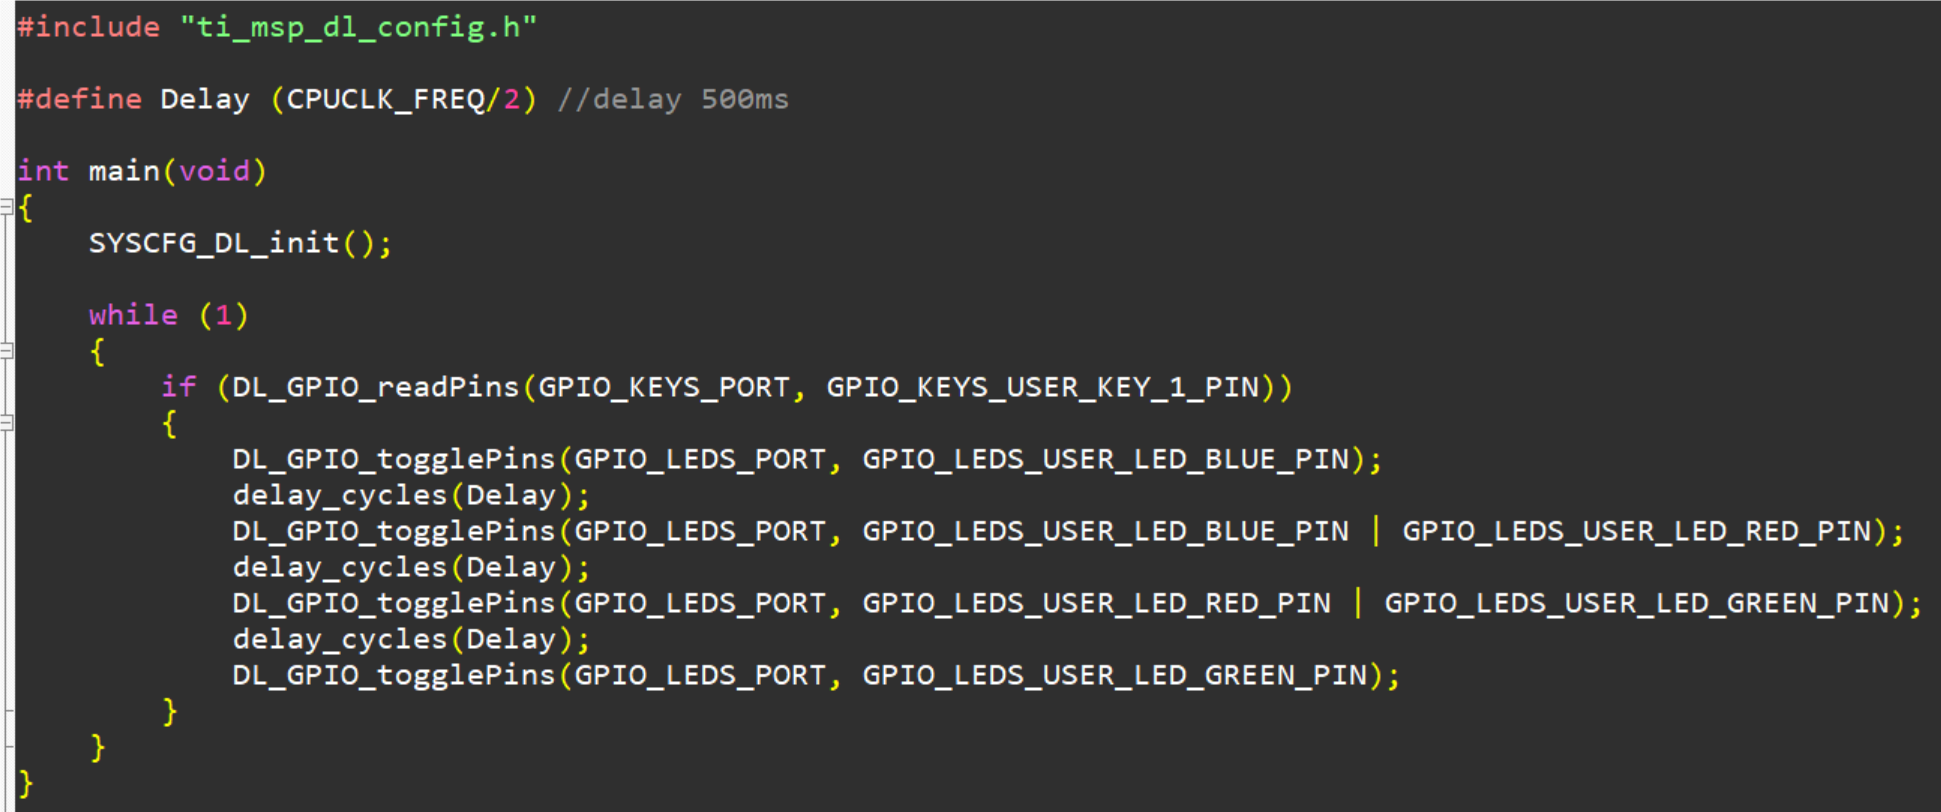 #include "ti_msp_dl_config.h"
#define Delay (CPUCLK_FREQ/2) //delay 500ms
int main(void)
{
    SYSCFG_DL_init();
    while (1)
    {
        if (DL_GPIO_readPins(GPIO_KEYS_PORT, GPIO_KEYS_USER_KEY_1_PIN))
        {
            DL_GPIO_togglePins(GPIO_LEDS_PORT, GPIO_LEDS_USER_LED_BLUE_PIN);
            delay_cycles(Delay);
            DL_GPIO_togglePins(GPIO_LEDS_PORT, GPIO_LEDS_USER_LED_BLUE_PIN | GPIO_LEDS_USER_LED_RED_PIN);
            delay_cycles(Delay);
            DL_GPIO_togglePins(GPIO_LEDS_PORT, GPIO_LEDS_USER_LED_RED_PIN | GPIO_LEDS_USER_LED_GREEN_PIN);
            delay_cycles(Delay);
            DL_GPIO_togglePins(GPIO_LEDS_PORT, GPIO_LEDS_USER_LED_GREEN_PIN);
        }
    }
}